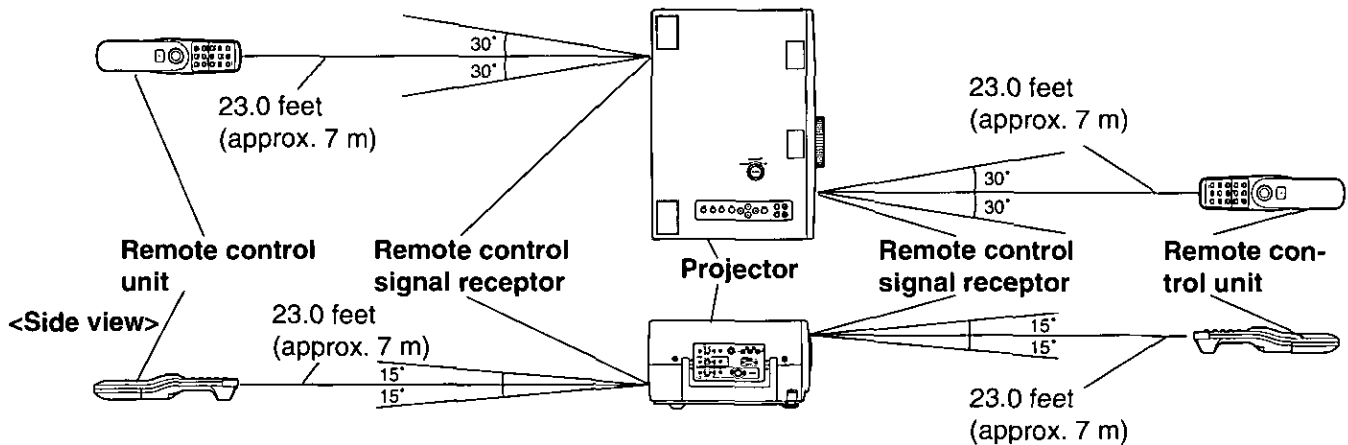 30°
30°
23.0 feet
(approx. 7 m)
23.0 feet
(approx. 7 m)
30°
30°
Remote control
unit
Remote control
signal receptor
Projector
Remote control
signal receptor
Remote con-
trol unit
<Side view>
23.0 feet
(approx. 7 m)
15°
15°
15°
15°
23.0 feet
(approx. 7 m)